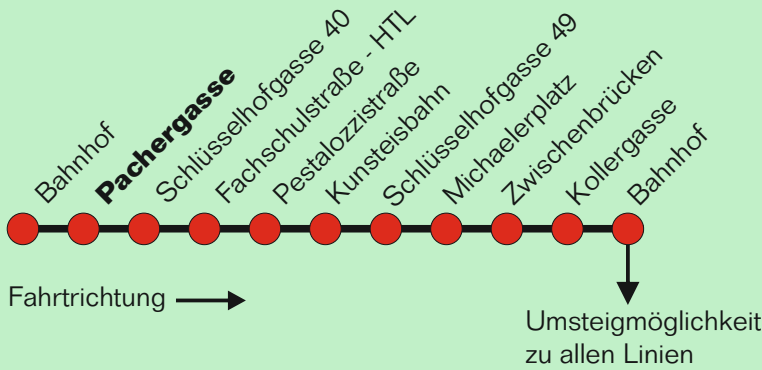 Bahnhof
Pachergasse
Schlüsselhofgasse 40
Fachschulstraße - HTL
Pestalozzistraße
Kunsteisbahn
Schlüsselhofgasse 49
Michaelerplatz
Zwischenbrücken
Kollergasse
Bahnhof
Fahrtrichtung
Umsteigmöglichkeit
zu allen Linien